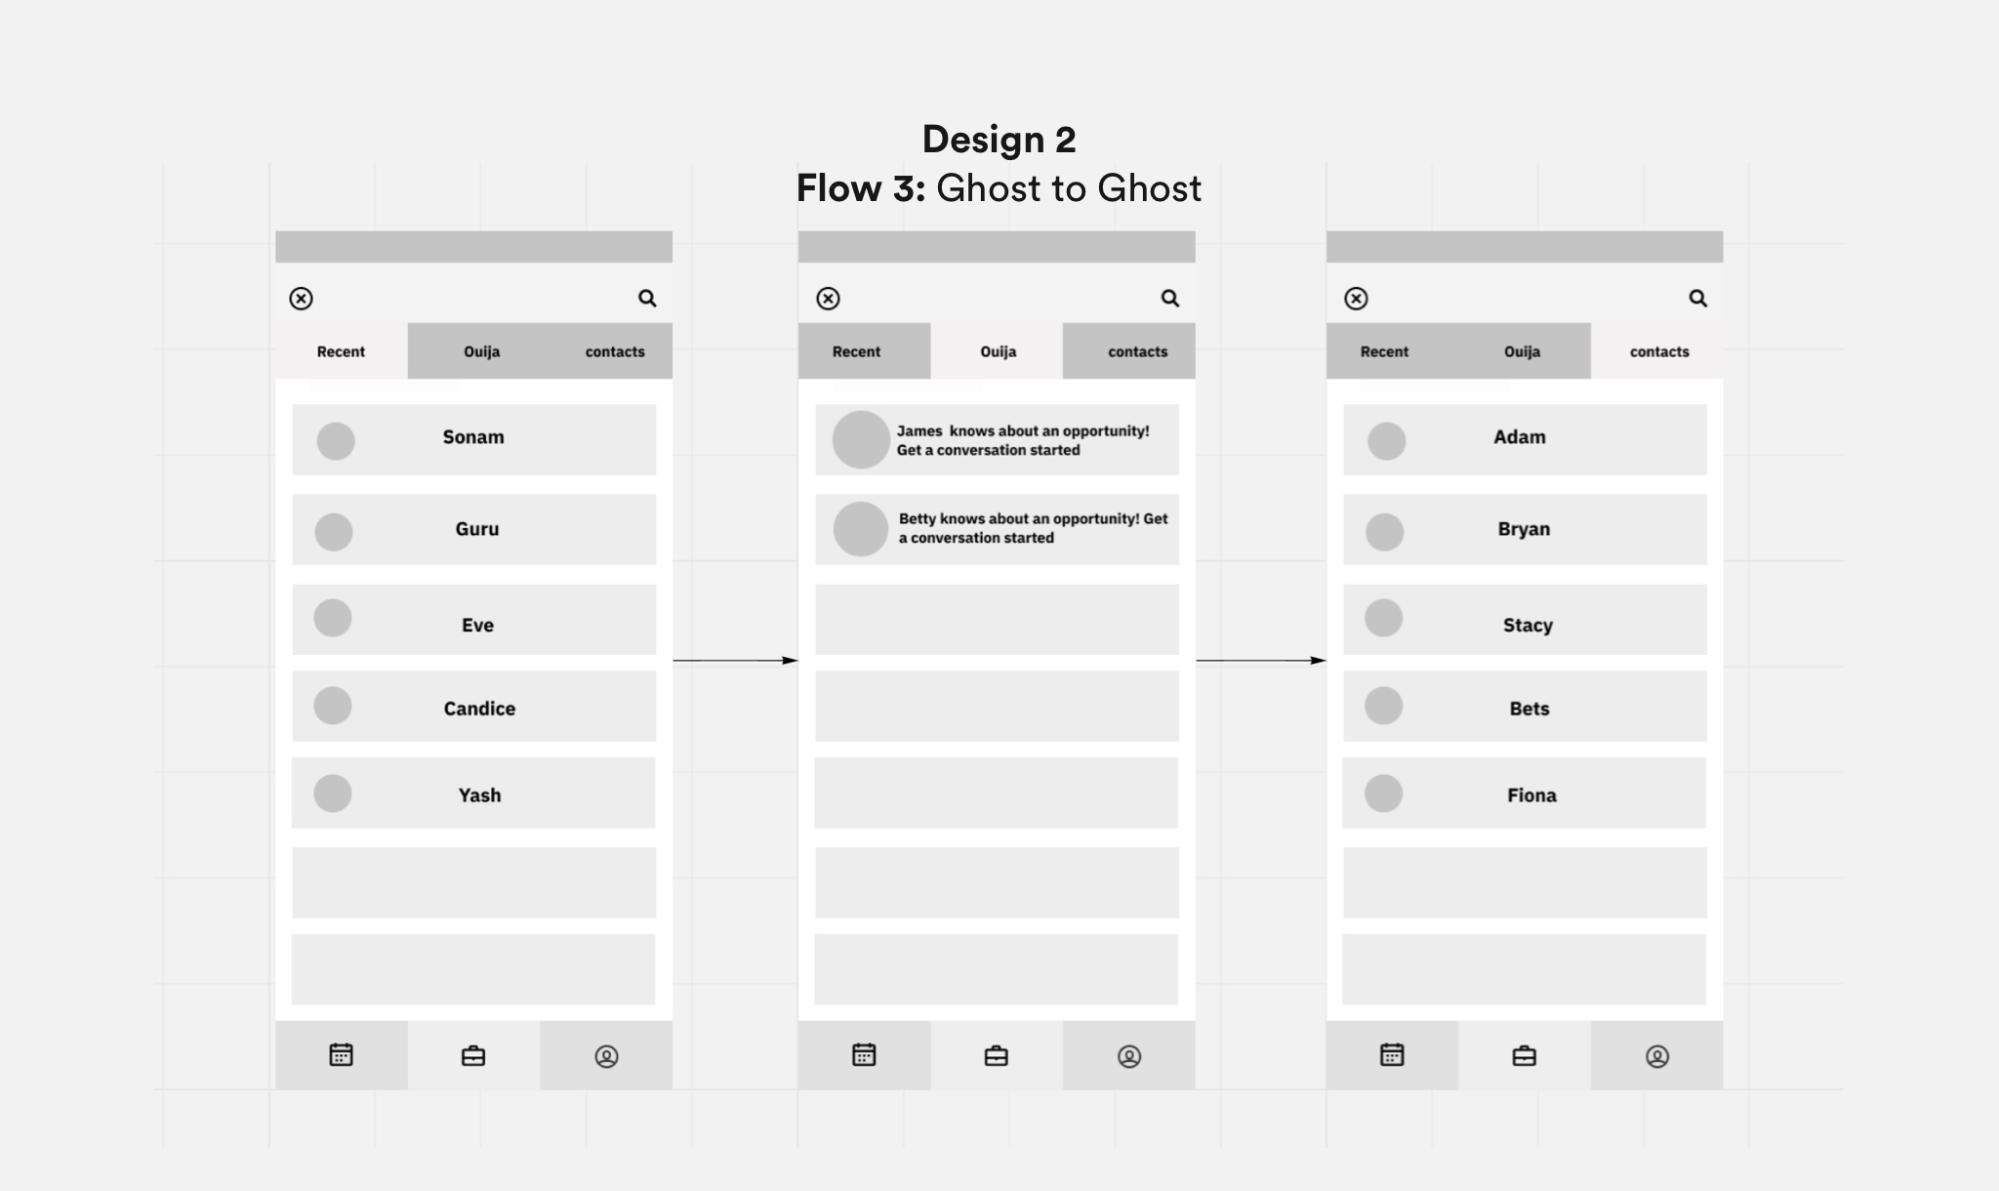 Design 2
Flow 3: Ghost to Ghost
Recent
Ouija
contacts
Sonam
Guru
Eve
Candice
Yash
Recent
Ouija
contacts
James  knows about an opportunity!
Get a conversation started
Betty knows about an opportunity! Get
a conversation started
Recent
Ouija
contacts
Adam
Bryan
Stacy
Bets
Fiona